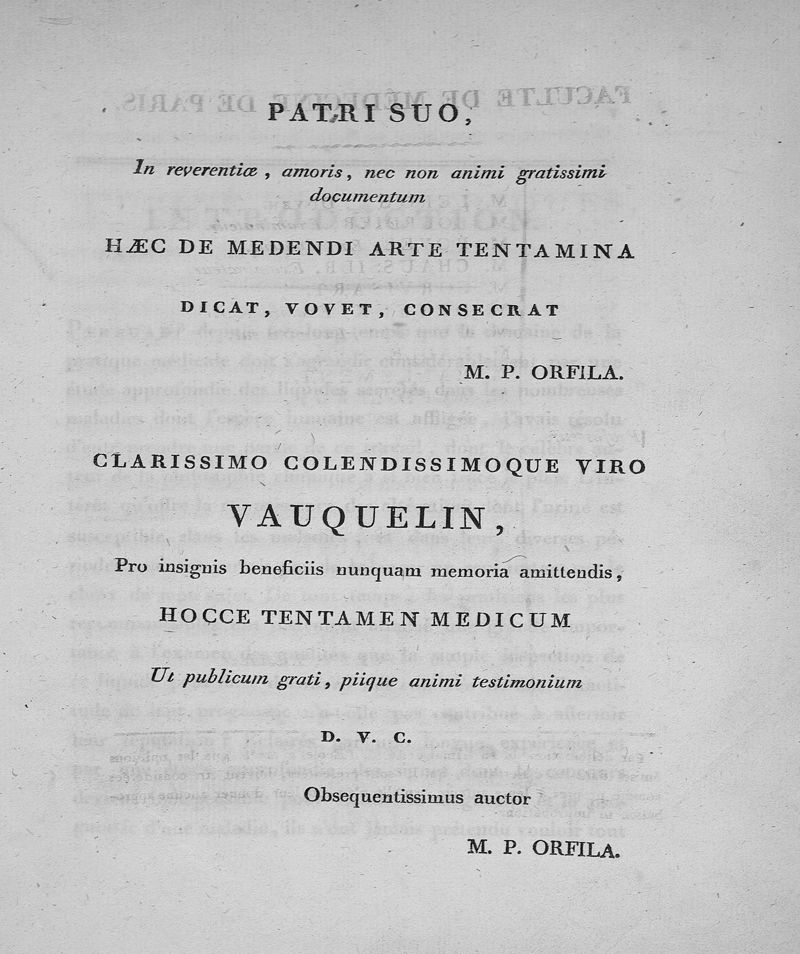 PATRI SUO,
In reverentiæ, amoris, nec non animi gratissimi
documentum
HÆC DE MEDENDI ARTE TENTAMINA
DICAT, VOVET, CONSECRAT
M. P. ORFILA.
CLARISSIMO COLENDISSIMOQUE VIRO
VAUQUELIN,
Pro insignis beneficiis nunquam memoria amittendis,
HOCCE TENTAMEN MEDICUM
Ut publicum grati, piique animi testimonium
D. V. C.
Obsequentissimus auctor
M. P. ORFILA.